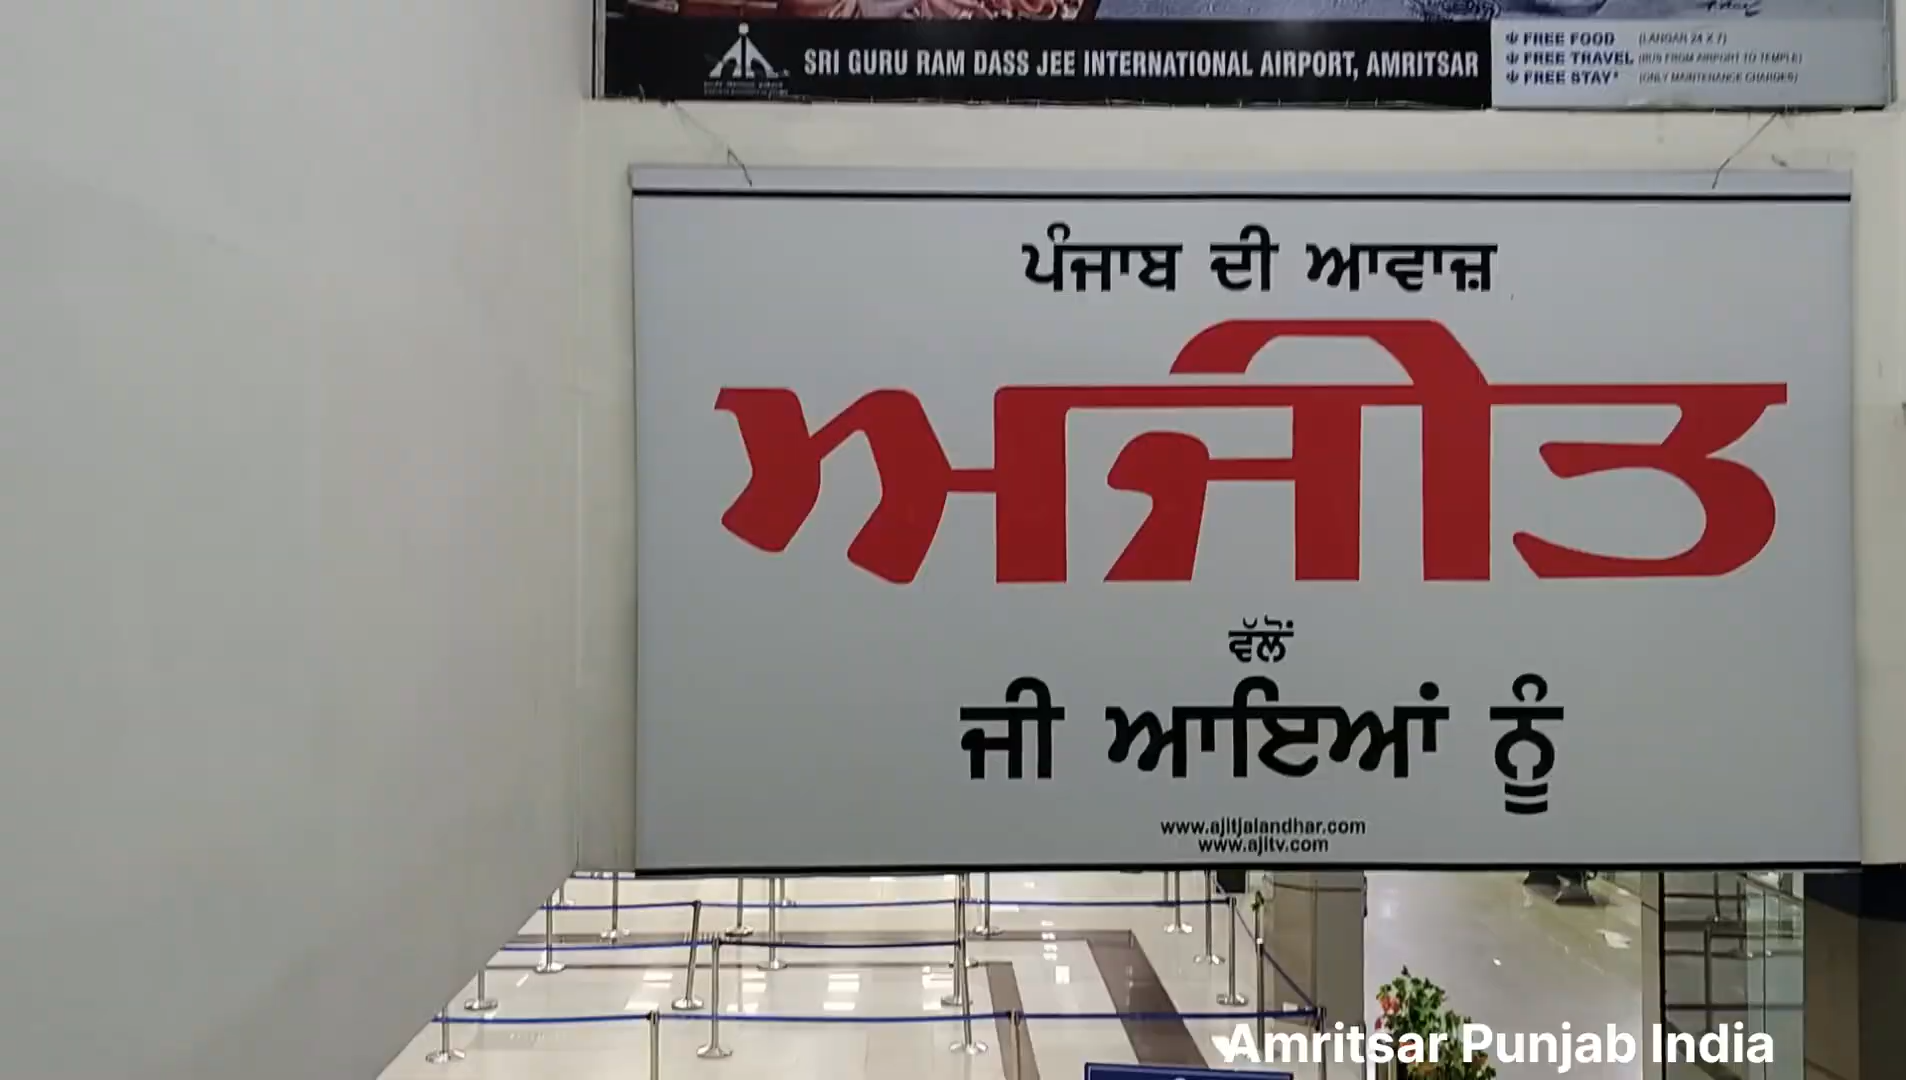 SRI GURU RAM DASS JEE INTERNATIONAL AIRPORT, AMRITSAR
FREE FOOD (LANGAR 24 X 7)
FREE TRAVEL (BUS FROM AIRPORT TO TEMPLE)
FREE STAY* (ONLY MAINTENANCE CHARGES)
ਪੰਜਾਬ ਦੀ ਆਵਾਜ਼
ਅਜੀਤ
ਵੱਲੋਂ
ਜੀ ਆਇਆਂ ਨੂੰ
www.ajitjalandhar.com
www.ajitv.com
Amritsar Punjab India